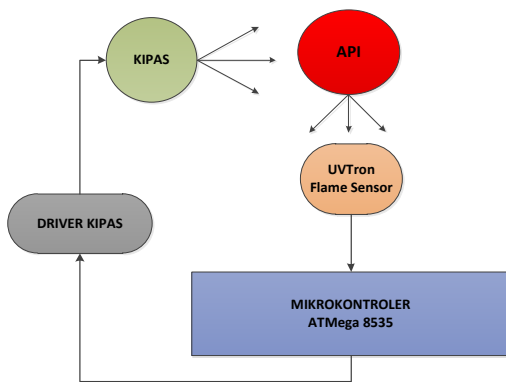 KIPAS
API
UVTron
Flame Sensor
DRIVER KIPAS
MIKROKONTROLER
ATMega 8535